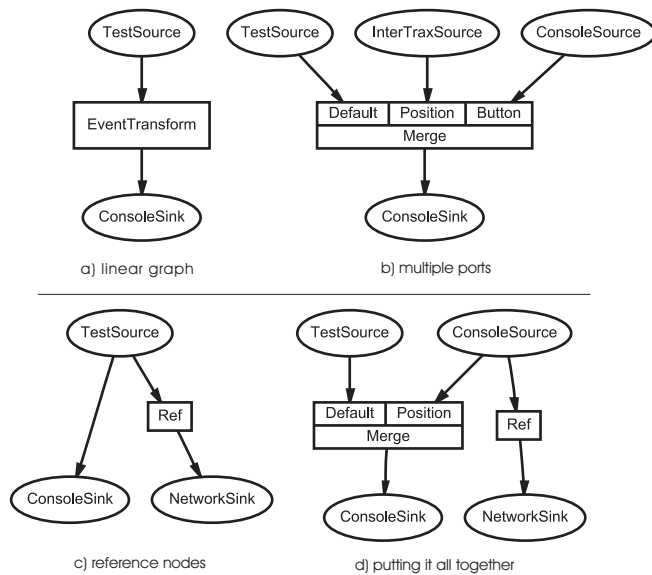 TestSource
EventTransform
ConsoleSink
a) linear graph
TestSource InterTraxSource ConsoleSource
Default Position Button
Merge
ConsoleSink
b) multiple ports
TestSource
Ref
ConsoleSink NetworkSink
c) reference nodes
TestSource ConsoleSource
Default Position
Merge
Ref
ConsoleSink NetworkSink
d) putting it all together